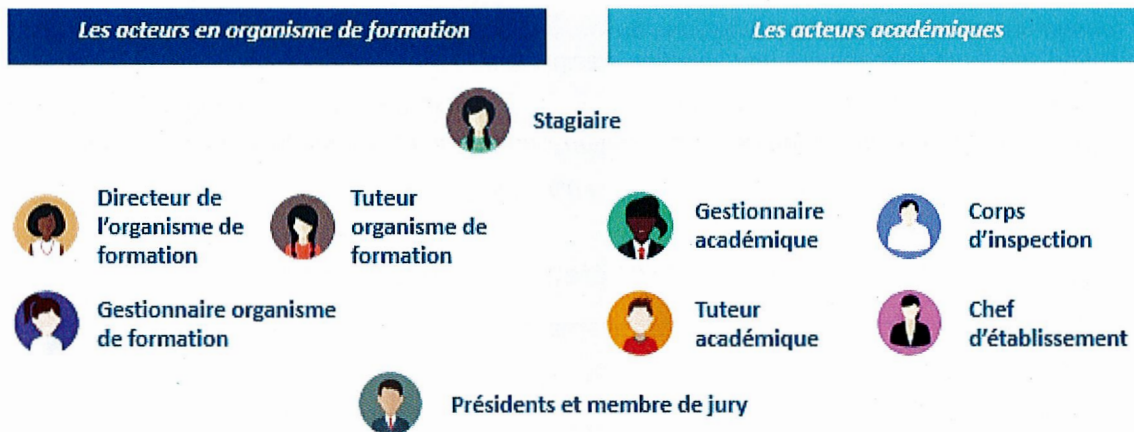 Les acteurs en organisme de formation
Les acteurs académiques
Stagiaire
Directeur de
l'organisme de
formation
Tuteur
organisme de
formation
Gestionnaire
académique
Corps
d'inspection
Gestionnaire organisme
de formation
Tuteur
académique
Chef
d'établissement
Présidents et membre de jury